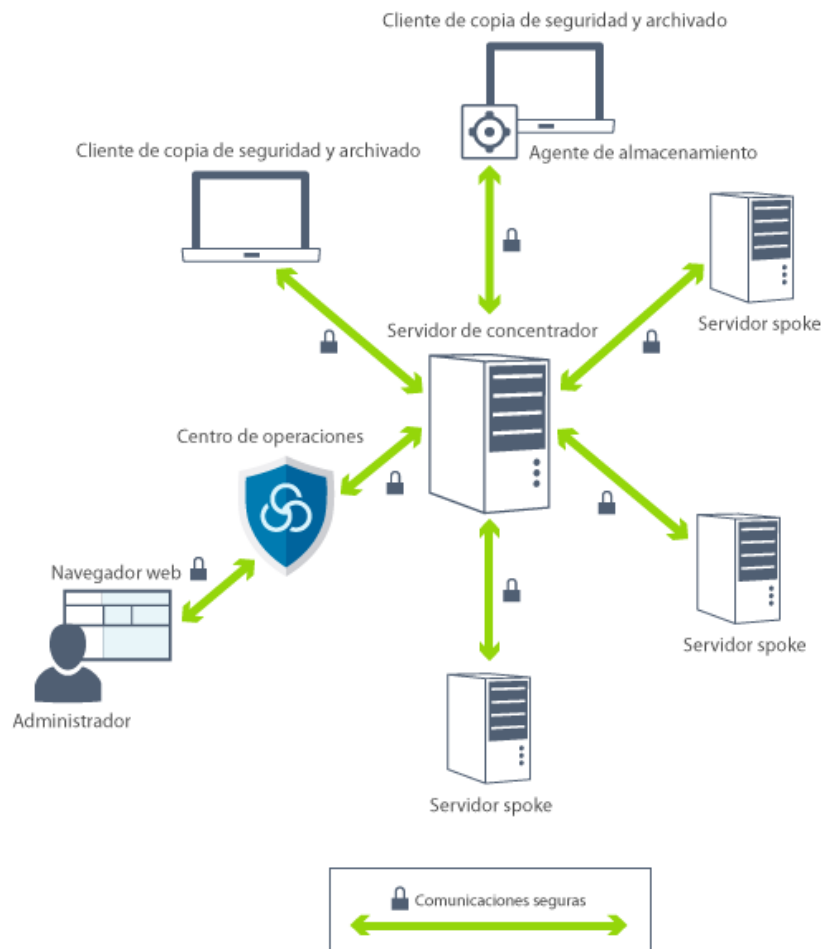 Cliente de copia de seguridad y archivado
Cliente de copia de seguridad y archivado
Agente de almacenamiento
Servidor spoke
Servidor de concentrador
Centro de operaciones
Navegador web
Servidor spoke
Administrador
Servidor spoke
Comunicaciones seguras